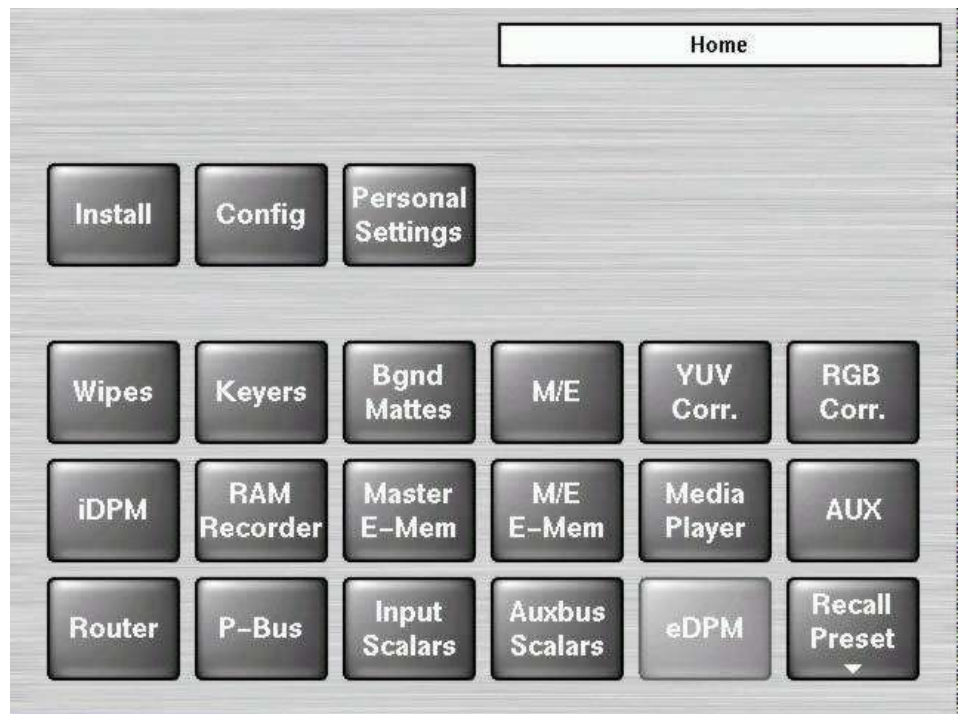 Home
Install
Config
Personal
Settings
Wipes
Keyers
Bgnd
Mattes
M/E
YUV
Corr.
RGB
Corr.
iDPM
RAM
Recorder
Master
E-Mem
M/E
E-Mem
Media
Player
AUX
Router
P-Bus
Input
Scalars
Auxbus
Scalars
eDPM
Recall
Preset